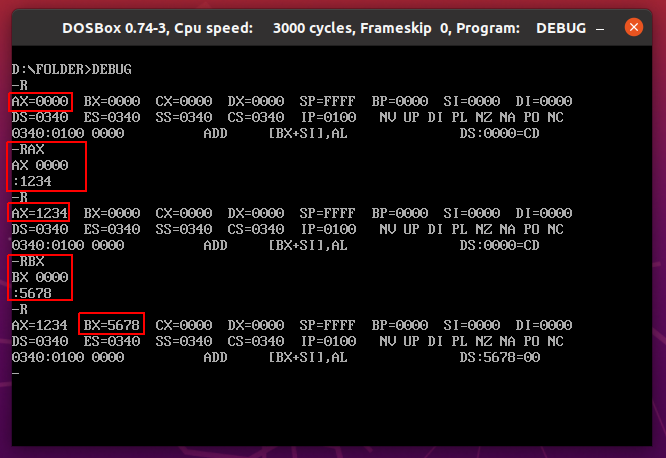 DOSBox 0.74-3, Cpu speed:    3000 cycles, Frameskip  0, Program:    DEBUG
D:\FOLDER>DEBUG
-R
AX=0000  BX=0000  CX=0000  DX=0000  SP=FFFF  BP=0000  SI=0000  DI=0000
DS=0340  ES=0340  SS=0340  CS=0340  IP=0100   NV UP DI PL NZ NA PO NC
0340:0100 0000          ADD     [BX+SI],AL                         DS:0000=CD
-RAX
AX 0000
:1234
-R
AX=1234  BX=0000  CX=0000  DX=0000  SP=FFFF  BP=0000  SI=0000  DI=0000
DS=0340  ES=0340  SS=0340  CS=0340  IP=0100   NV UP DI PL NZ NA PO NC
0340:0100 0000          ADD     [BX+SI],AL                         DS:0000=CD
-RBX
BX 0000
:5678
-R
AX=1234  BX=5678  CX=0000  DX=0000  SP=FFFF  BP=0000  SI=0000  DI=0000
DS=0340  ES=0340  SS=0340  CS=0340  IP=0100   NV UP DI PL NZ NA PO NC
0340:0100 0000          ADD     [BX+SI],AL                         DS:5678=00
_